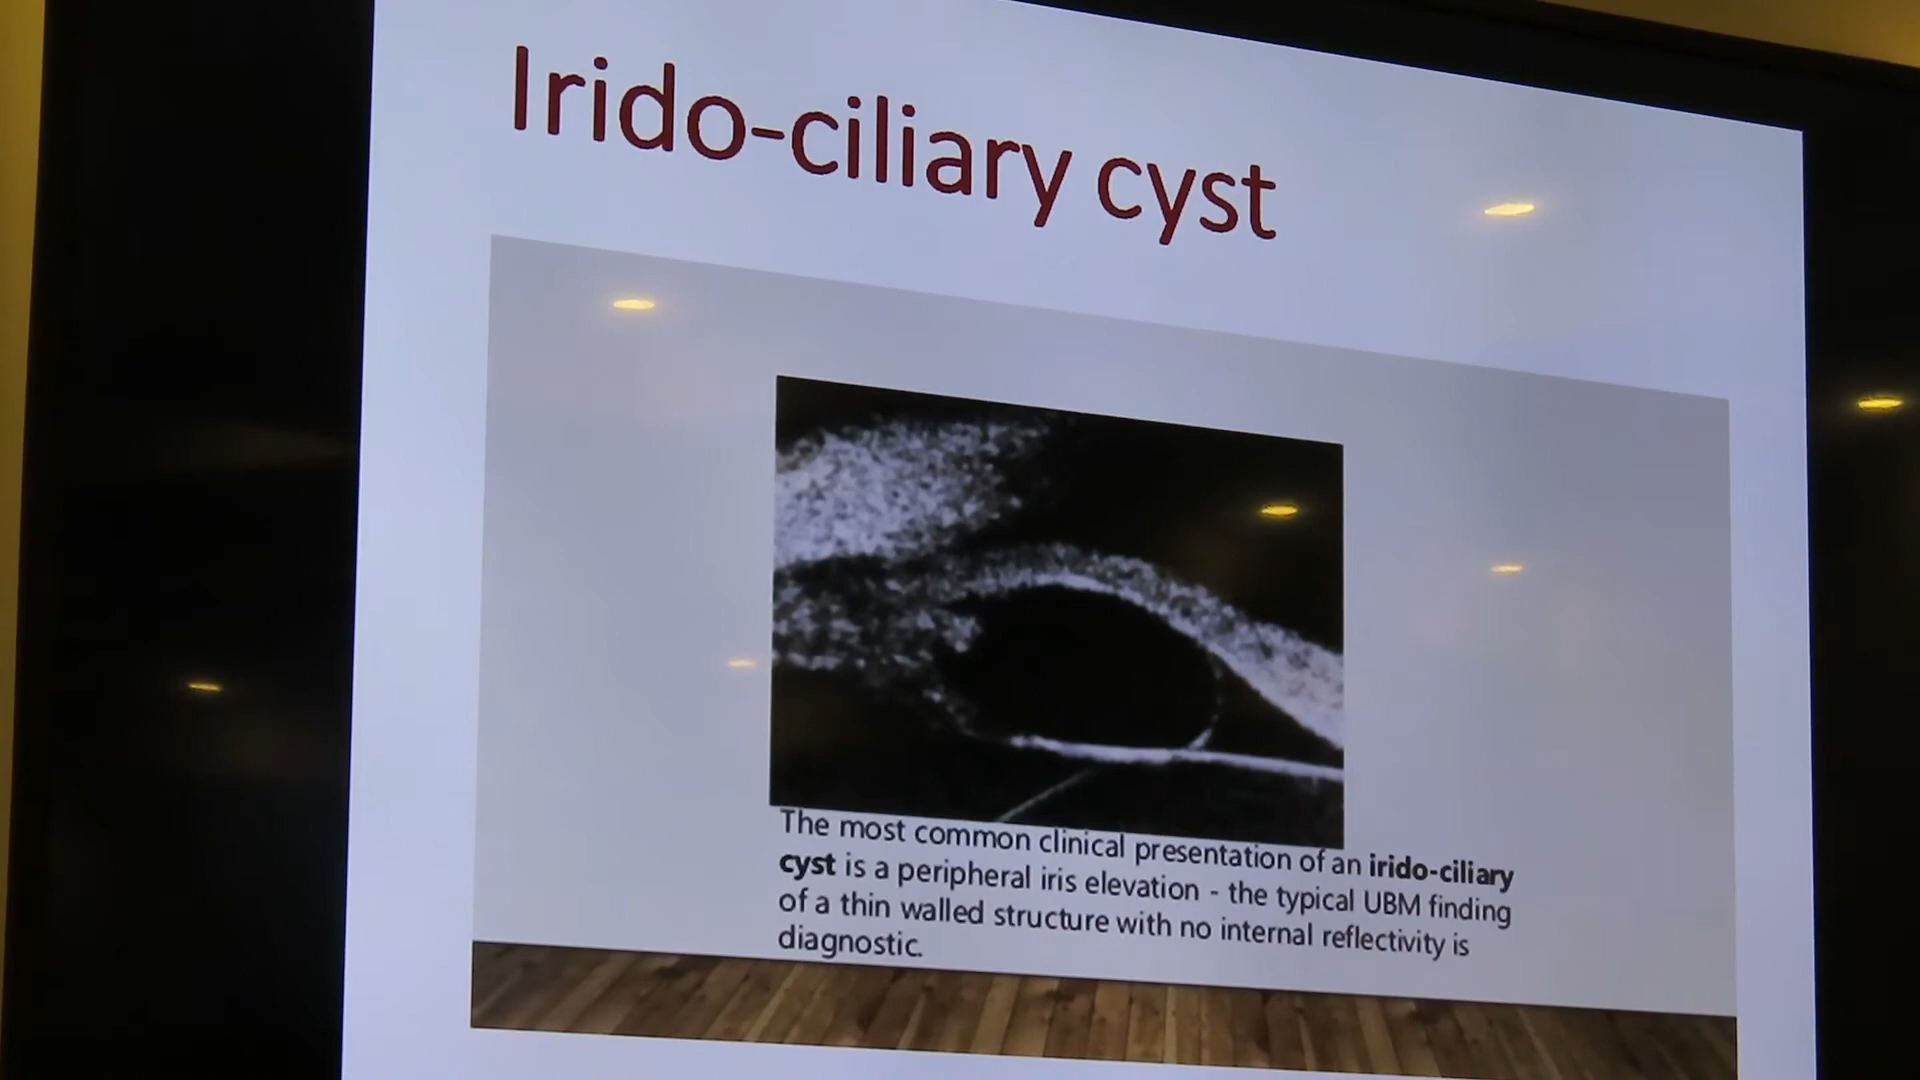 Irido-ciliary cyst
The most common clinical presentation of an irido-ciliary
cyst is a peripheral iris elevation - the typical UBM finding
of a thin walled structure with no internal reflectivity is
diagnostic.